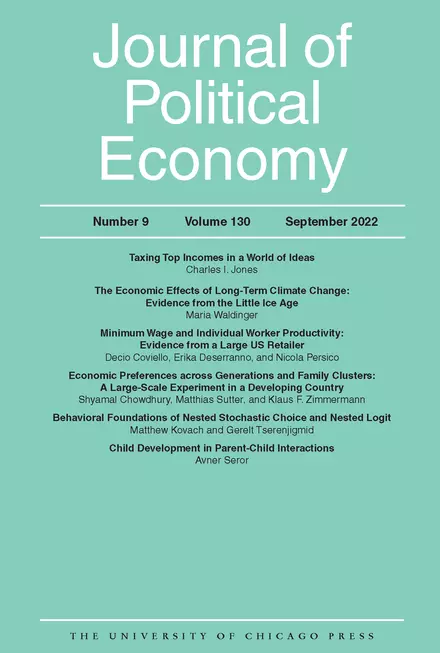 Journal of
Political
Economy
Number 9 Volume 130 September 2022
Taxing Top Incomes in a World of Ideas
Charles I. Jones
The Economic Effects of Long-Term Climate Change:
Evidence from the Little Ice Age
Maria Waldinger
Minimum Wage and Individual Worker Productivity:
Evidence from a Large US Retailer
Decio Coviello, Erika Deserranno, and Nicola Persico
Economic Preferences across Generations and Family Clusters:
A Large-Scale Experiment in a Developing Country
Shyamal Chowdhury, Matthias Sutter, and Klaus F. Zimmermann
Behavioral Foundations of Nested Stochastic Choice and Nested Logit
Matthew Kovach and Gerelt Tserenjigmid
Child Development in Parent-Child Interactions
Avner Seror
THE UNIVERSITY OF CHICAGO PRESS